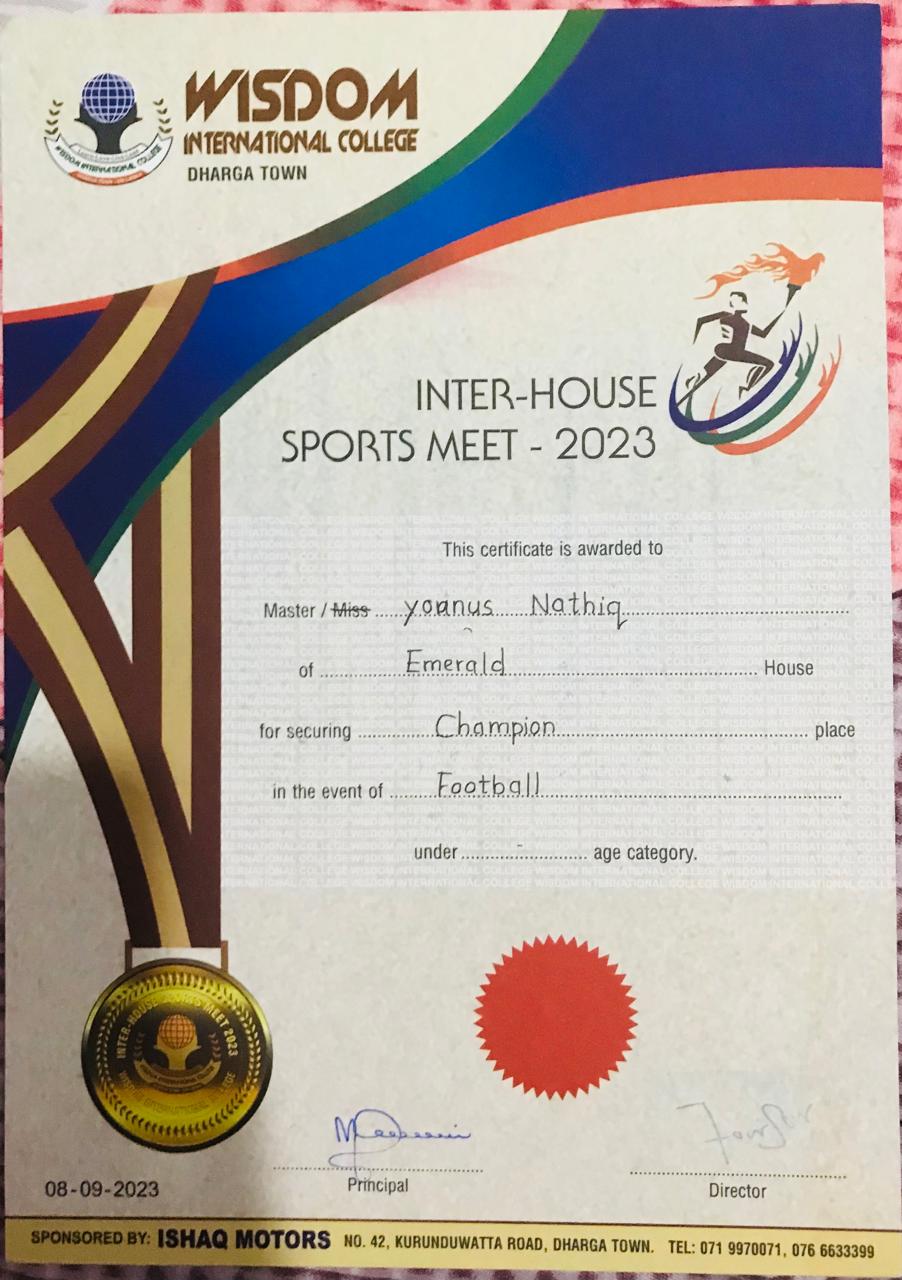 WISDOM
INTERNATIONAL COLLEGE
DHARGA TOWN
WISDOM INTERNATIONAL COLLEGE
INTER-HOUSE
SPORTS MEET - 2023
This certificate is awarded to
Master / Miss yoanus Nathiq
of Emerald House
for securing Champion place
in the event of Football
under - age category.
INTER-HOUSE SPORTS MEET 2023
WISDOM INTERNATIONAL COLLEGE
Principal
Director
08-09-2023
SPONSORED BY: ISHAQ MOTORS NO. 42, KURUNDUWATTA ROAD, DHARGA TOWN. TEL: 071 9970071, 076 6633399